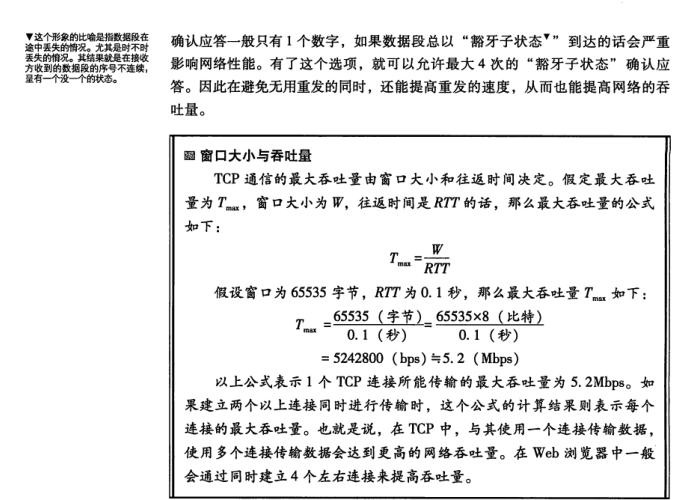 ▼这个形象的比喻是指数据段在
途中丢失的情况。尤其是时不时
丢失的情况。其结果就是在接收
方收到的数据段的序号不连续，
呈有一个没一个的状态。
确认应答一般只有 1 个数字，如果数据段总以“豁牙子状态▼”到达的话会严重
影响网络性能。有了这个选项，就可以允许最大 4 次的“豁牙子状态”确认应
答。因此在避免无用重发的同时，还能提高重发的速度，从而也能提高网络的吞
吐量。
窗口大小与吞吐量
TCP 通信的最大吞吐量由窗口大小和往返时间决定。假定最大吞吐
量为 Tmax，窗口大小为 W，往返时间是 RTT 的话，那么最大吞吐量的公式
如下：
Tmax = W / RTT
假设窗口为 65535 字节，RTT 为 0.1 秒，那么最大吞吐量 Tmax 如下：
Tmax = 65535（字节） / 0.1（秒） = 65535×8（比特） / 0.1（秒）
= 5242800（bps）≒5.2（Mbps）
以上公式表示 1 个 TCP 连接所能传输的最大吞吐量为 5.2Mbps。如
果建立两个以上连接同时进行传输时，这个公式的计算结果则表示每个
连接的最大吞吐量。也就是说，在 TCP 中，与其使用一个连接传输数据，
使用多个连接传输数据会达到更高的网络吞吐量。在 Web 浏览器中一般
会通过同时建立 4 个左右连接来提高吞吐量。